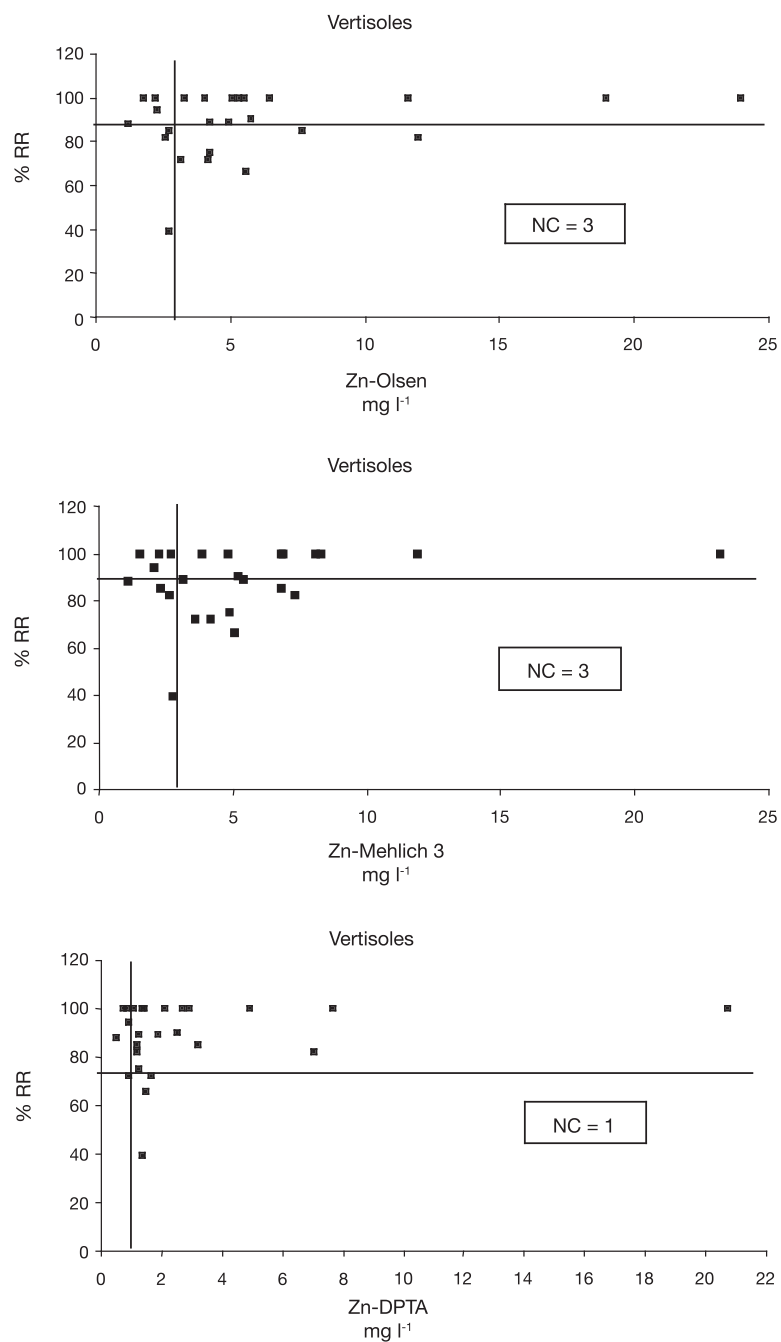 Vertisoles
120
100
80
60
40
20
0
% RR
NC = 3
0 5 10 15 20 25
Zn-Olsen
mg l-1
Vertisoles
120
100
80
60
40
20
0
% RR
NC = 3
0 5 10 15 20 25
Zn-Mehlich 3
mg l-1
Vertisoles
120
100
80
60
40
20
0
% RR
NC = 1
0 2 4 6 8 10 12 14 16 18 20 22
Zn-DPTA
mg l-1